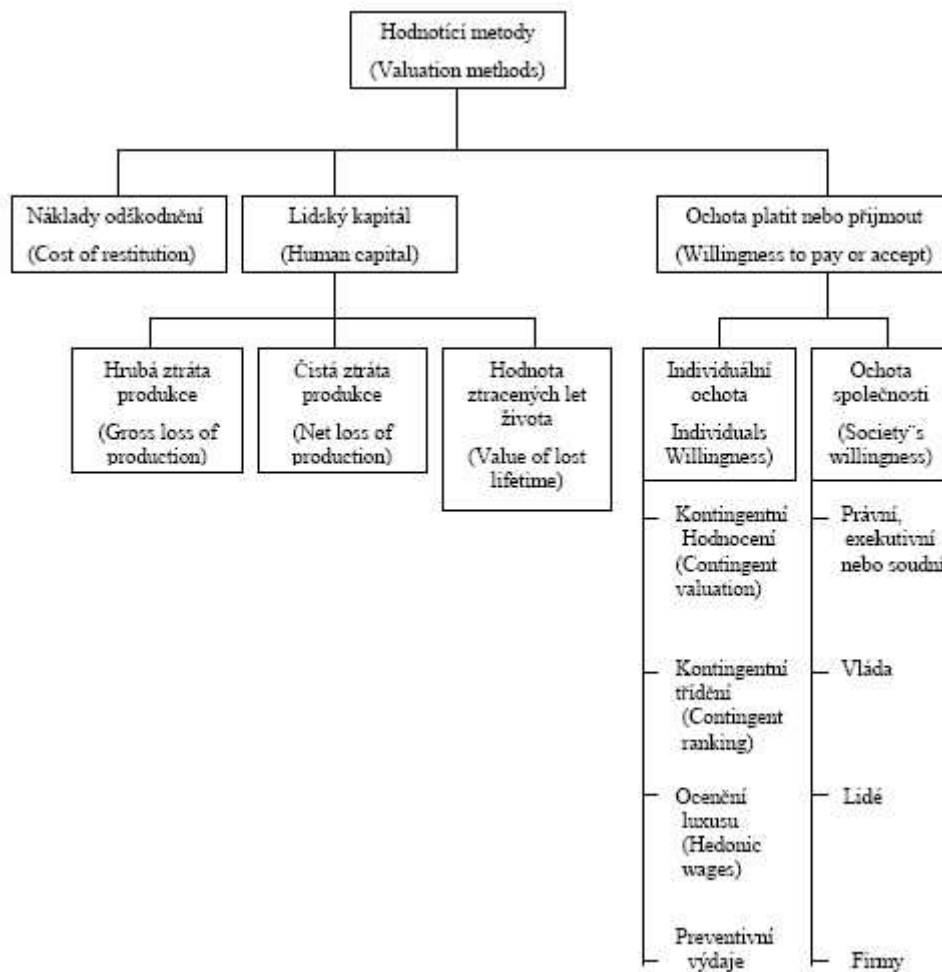 Hodnotící metody
(Valuation methods)
Náklady odškodnění
(Cost of restitution)
Lidský kapitál
(Human capital)
Ochota platit nebo přijmout
(Willingness to pay or accept)
Hrubá ztráta
produkce
(Gross loss of
production)
Čistá ztráta
produkce
(Net loss of
production)
Hodnota
ztracených let
života
(Value of lost
lifetime)
Individuální
ochota
Individuals
Willingness)
Ochota
společnosti
(Society¨s
willingness)
Kontingentní
Hodnocení
(Contingent
valuation)
Kontingentní
třídění
(Contingent
ranking)
Ocenění
luxusu
(Hedonic
wages)
Preventivní
výdaje
Právní,
exekutivní
nebo soudní
Vláda
Lidé
Firmy